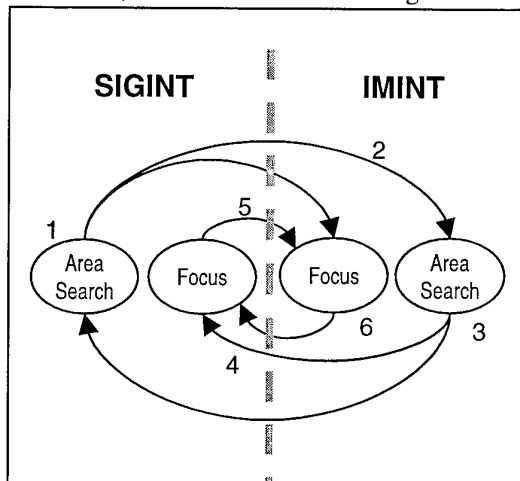 SIGINT IMINT
2
1
5
Area
Search
Focus
Focus
Area
Search
6
3
4